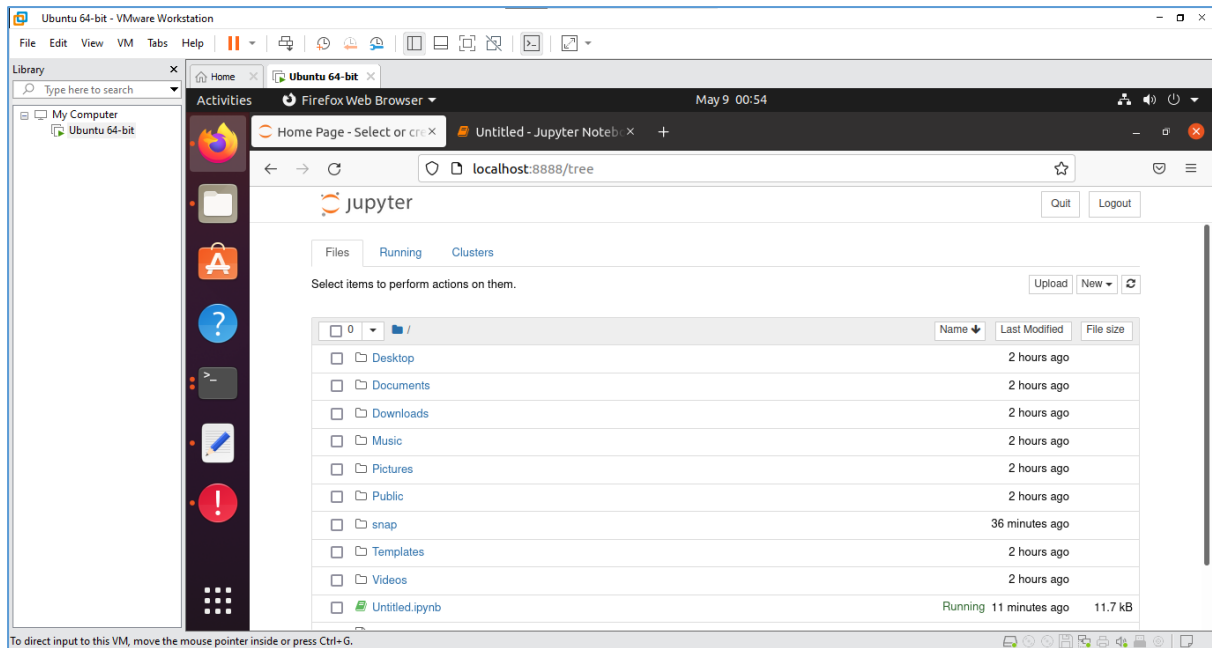 Ubuntu 64-bit - VMware Workstation
File Edit View VM Tabs Help
Library
Type here to search
My Computer
Ubuntu 64-bit
Home
Ubuntu 64-bit
Activities
Firefox Web Browser
May 9 00:54
Home Page - Select or cre
Untitled - Jupyter Notebo
localhost:8888/tree
jupyter
Quit Logout
Files Running Clusters
Select items to perform actions on them.
Upload New
0 /
Name Last Modified File size
Desktop 2 hours ago
Documents 2 hours ago
Downloads 2 hours ago
Music 2 hours ago
Pictures 2 hours ago
Public 2 hours ago
snap 36 minutes ago
Templates 2 hours ago
Videos 2 hours ago
Untitled.ipynb Running 11 minutes ago 11.7 kB
To direct input to this VM, move the mouse pointer inside or press Ctrl+G.